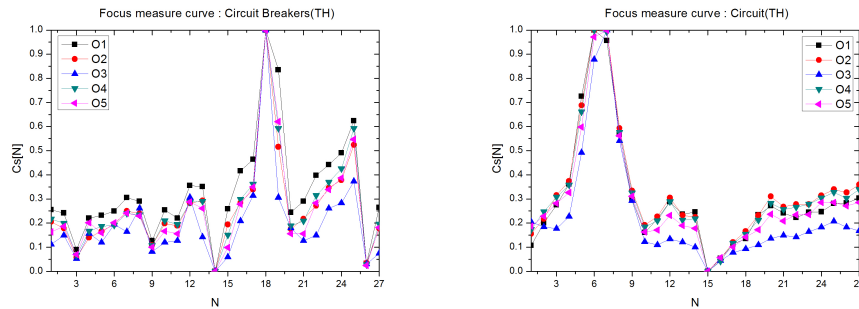 Focus measure curve : Circuit Breakers(TH)
1.0
0.9
0.8
0.7
0.6
0.5
0.4
0.3
0.2
0.1
0.0
Cs[N]
O1
O2
O3
O4
O5
3 6 9 12 15 18 21 24 27
N
Focus measure curve : Circuit(TH)
1.0
0.9
0.8
0.7
0.6
0.5
0.4
0.3
0.2
0.1
0.0
Cs[N]
O1
O2
O3
O4
O5
3 6 9 12 15 18 21 24
N